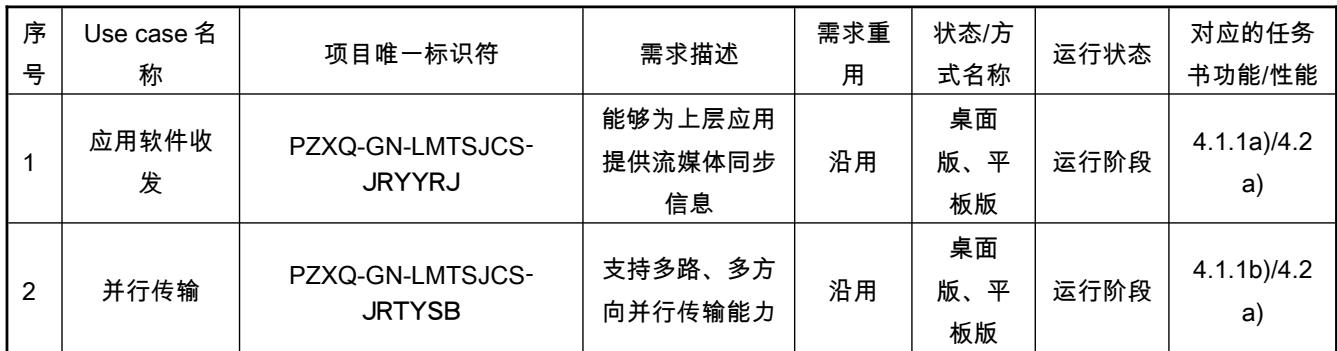 序号
Use case 名称
项目唯一标识符
需求描述
需求重用
状态/方式名称
运行状态
对应的任务书功能/性能
1
应用软件收发
PZXQ-GN-LMTSJCS-JRYYRJ
能够为上层应用提供流媒体同步信息
沿用
桌面版、平板版
运行阶段
4.1.1a)/4.2a)
2
并行传输
PZXQ-GN-LMTSJCS-JRTYSB
支持多路、多方向并行传输能力
沿用
桌面版、平板版
运行阶段
4.1.1b)/4.2a)